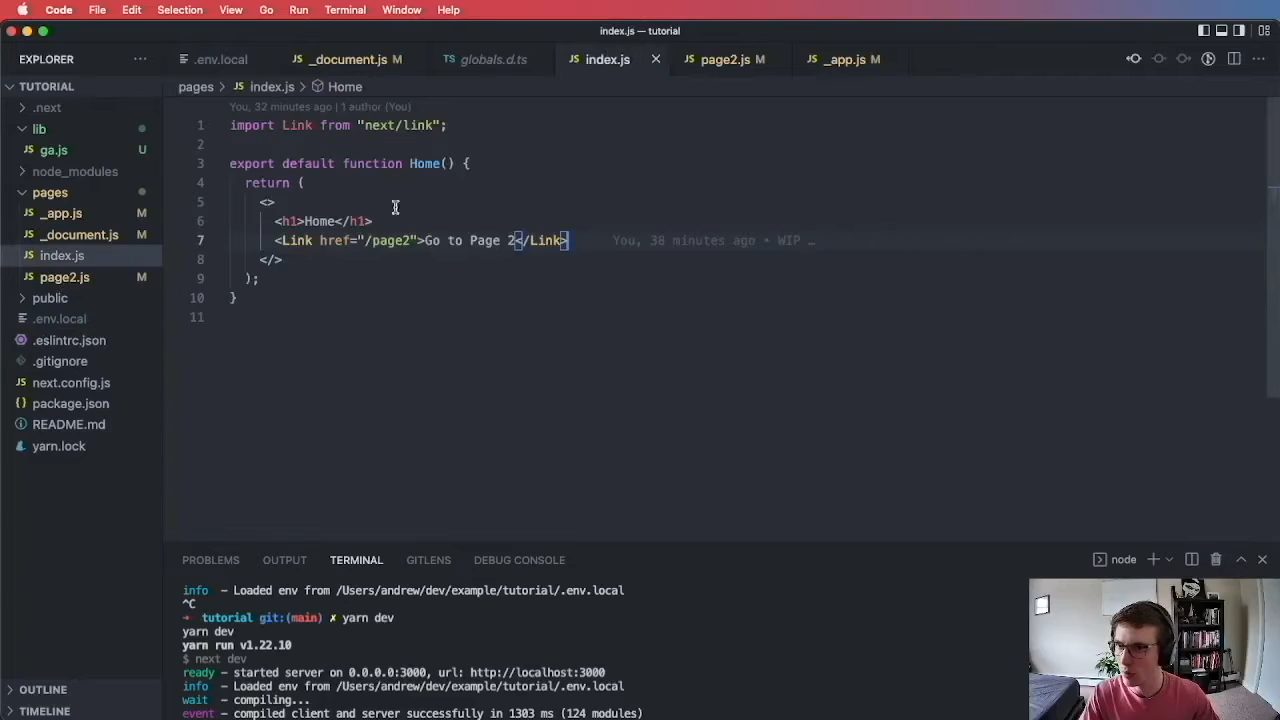 Code File Edit Selection View Go Run Terminal Window Help
index.js — tutorial
EXPLORER
.env.local
_document.js M
globals.d.ts
index.js
page2.js M
_app.js M
pages > index.js > Home
TUTORIAL
.next
lib
ga.js U
node_modules
pages
_app.js M
_document.js M
index.js
page2.js M
public
.env.local
.eslintrc.json
.gitignore
next.config.js
package.json
README.md
yarn.lock
OUTLINE
TIMELINE
You, 32 minutes ago | 1 author (You)
1 import Link from "next/link";
2
3 export default function Home() {
4 return (
5 <>
6 <h1>Home</h1>
7 <Link href="/page2">Go to Page 2</Link> You, 38 minutes ago • WIP …
8 </>
9 );
10 }
11
PROBLEMS OUTPUT TERMINAL GITLENS DEBUG CONSOLE
node
info - Loaded env from /Users/andrew/dev/example/tutorial/.env.local
^C
→ tutorial git:(main) ✗ yarn dev
yarn dev
yarn run v1.22.10
$ next dev
ready - started server on 0.0.0.0:3000, url: http://localhost:3000
info - Loaded env from /Users/andrew/dev/example/tutorial/.env.local
wait - compiling...
event - compiled client and server successfully in 1303 ms (124 modules)